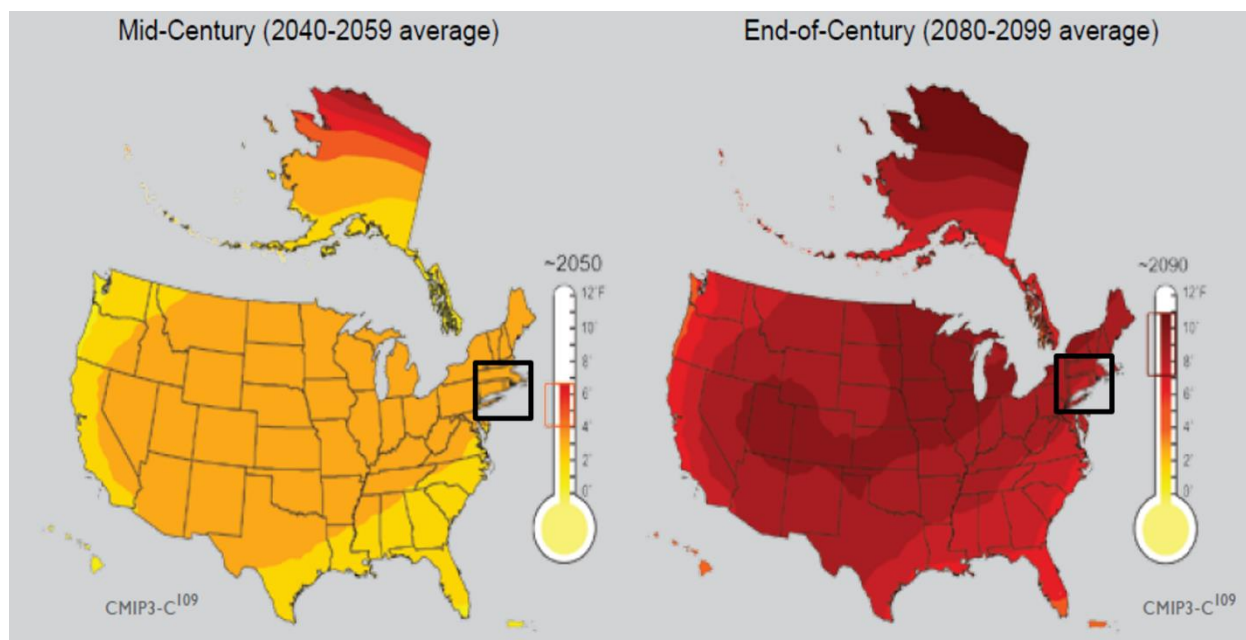 Mid-Century (2040-2059 average)
End-of-Century (2080-2099 average)
~2050
12°F
10°
8°
6°
4°
2°
0°
CMIP3-C109
~2090
12°F
10°
8°
6°
4°
2°
0°
CMIP3-C109